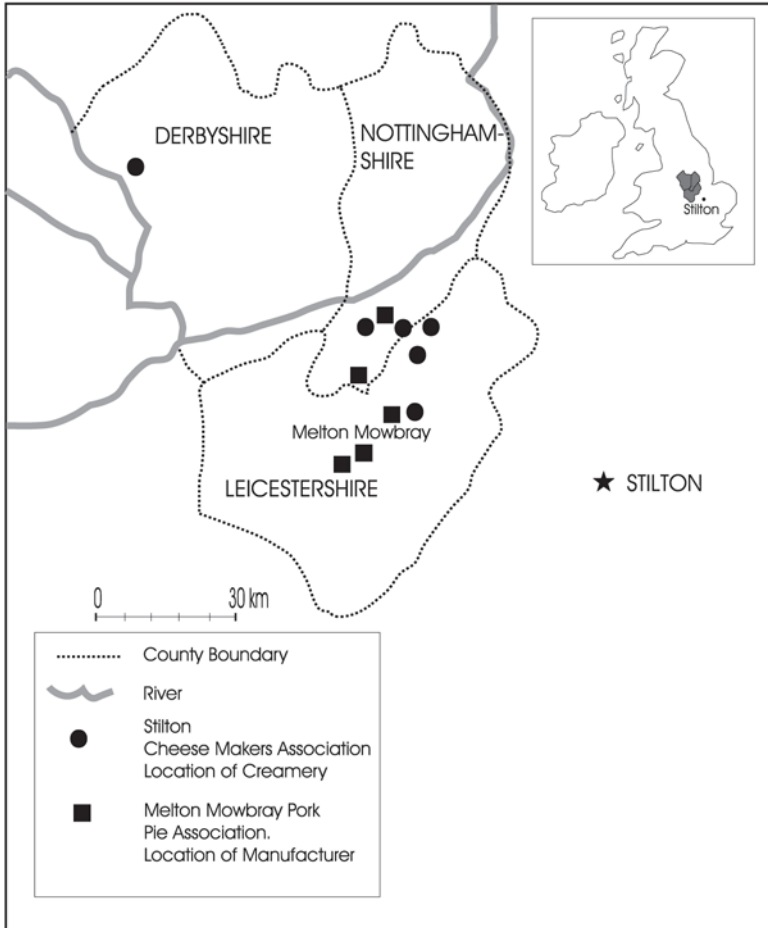 DERBYSHIRE
NOTTINGHAM-
SHIRE
Stilton
Melton Mowbray
LEICESTERSHIRE
STILTON
0 30 km
County Boundary
River
Stilton
Cheese Makers Association
Location of Creamery
Melton Mowbray Pork
Pie Association.
Location of Manufacturer